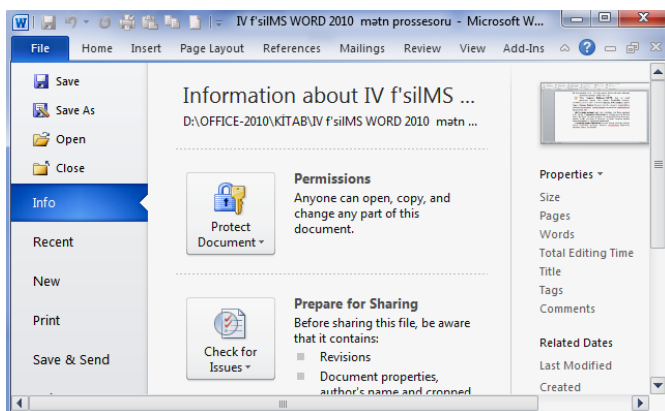 IV f'silMS WORD 2010 mətn prossesoru - Microsoft W...
File Home Insert Page Layout References Mailings Review View Add-Ins
Save
Save As
Open
Close
Info
Recent
New
Print
Save & Send
Information about IV f'silMS ...
D:\OFFICE-2010\KİTAB\IV f'silMS WORD 2010 mətn ...
Protect
Document
Permissions
Anyone can open, copy, and
change any part of this
document.
Check for
Issues
Prepare for Sharing
Before sharing this file, be aware
that it contains:
Revisions
Document properties,
author's name and cropped
Properties
Size
Pages
Words
Total Editing Time
Title
Tags
Comments
Related Dates
Last Modified
Created